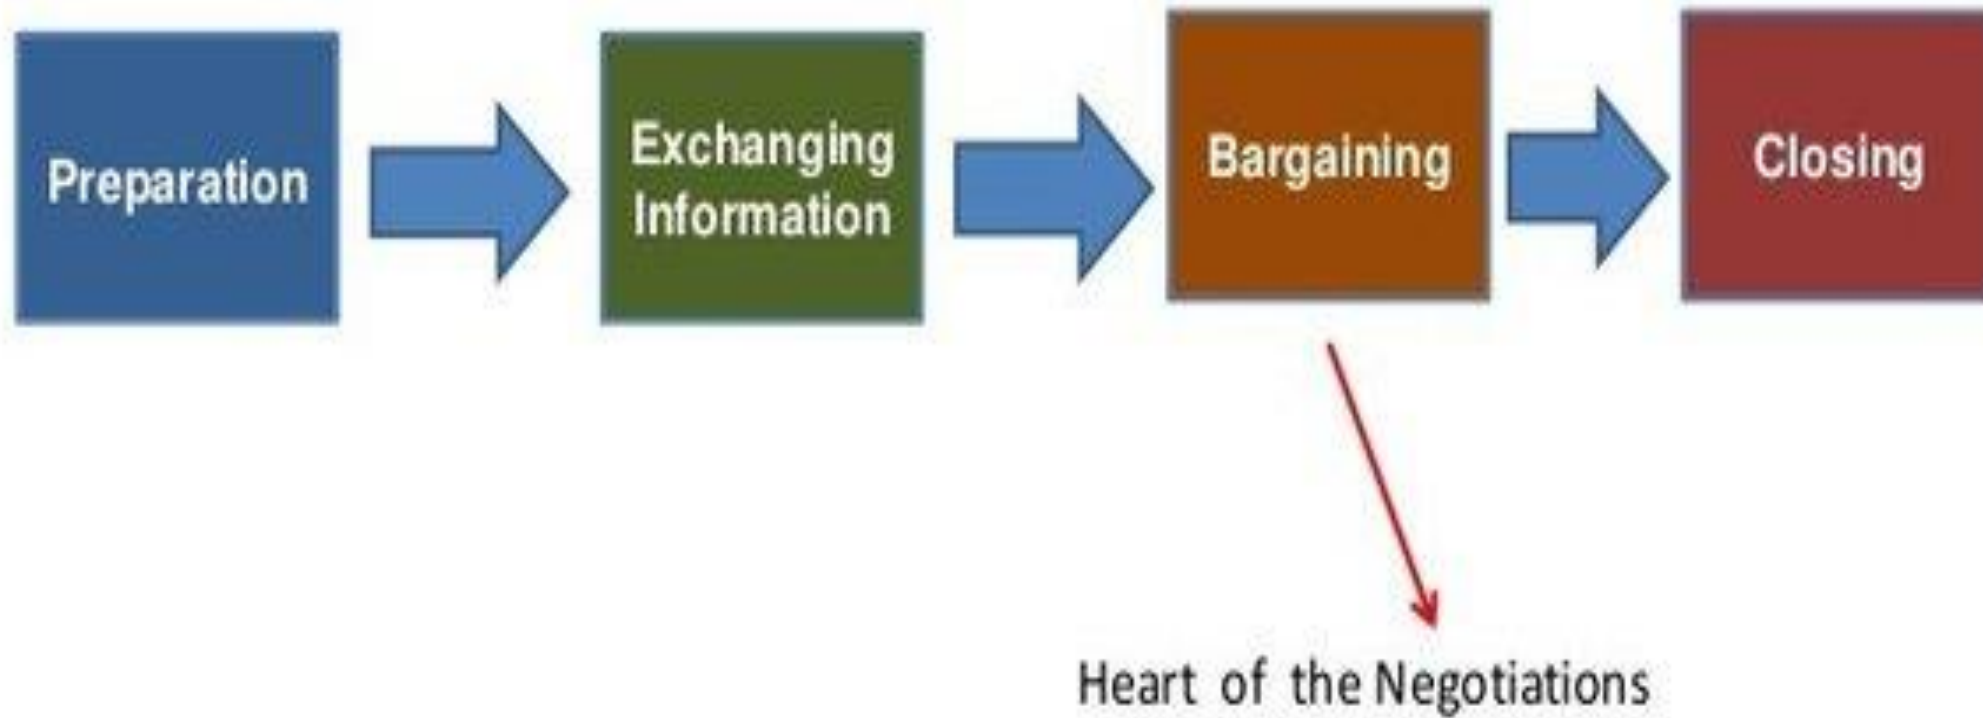 Preparation
Exchanging
Information
Bargaining
Closing
Heart of the Negotiations